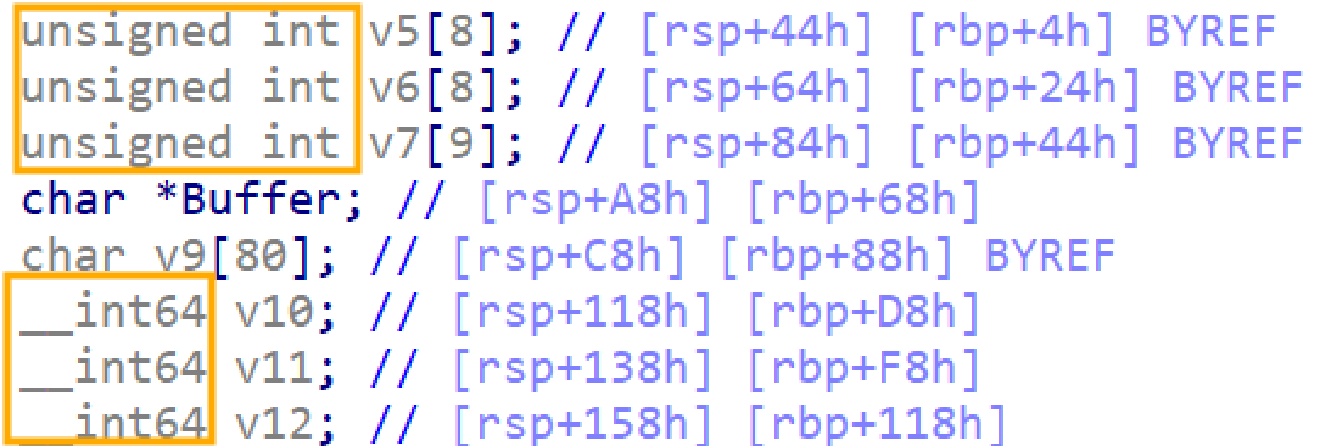 unsigned int v5[8]; // [rsp+44h] [rbp+4h] BYREF
unsigned int v6[8]; // [rsp+64h] [rbp+24h] BYREF
unsigned int v7[9]; // [rsp+84h] [rbp+44h] BYREF
char *Buffer; // [rsp+A8h] [rbp+68h]
char v9[80]; // [rsp+C8h] [rbp+88h] BYREF
__int64 v10; // [rsp+118h] [rbp+D8h]
__int64 v11; // [rsp+138h] [rbp+F8h]
__int64 v12; // [rsp+158h] [rbp+118h]